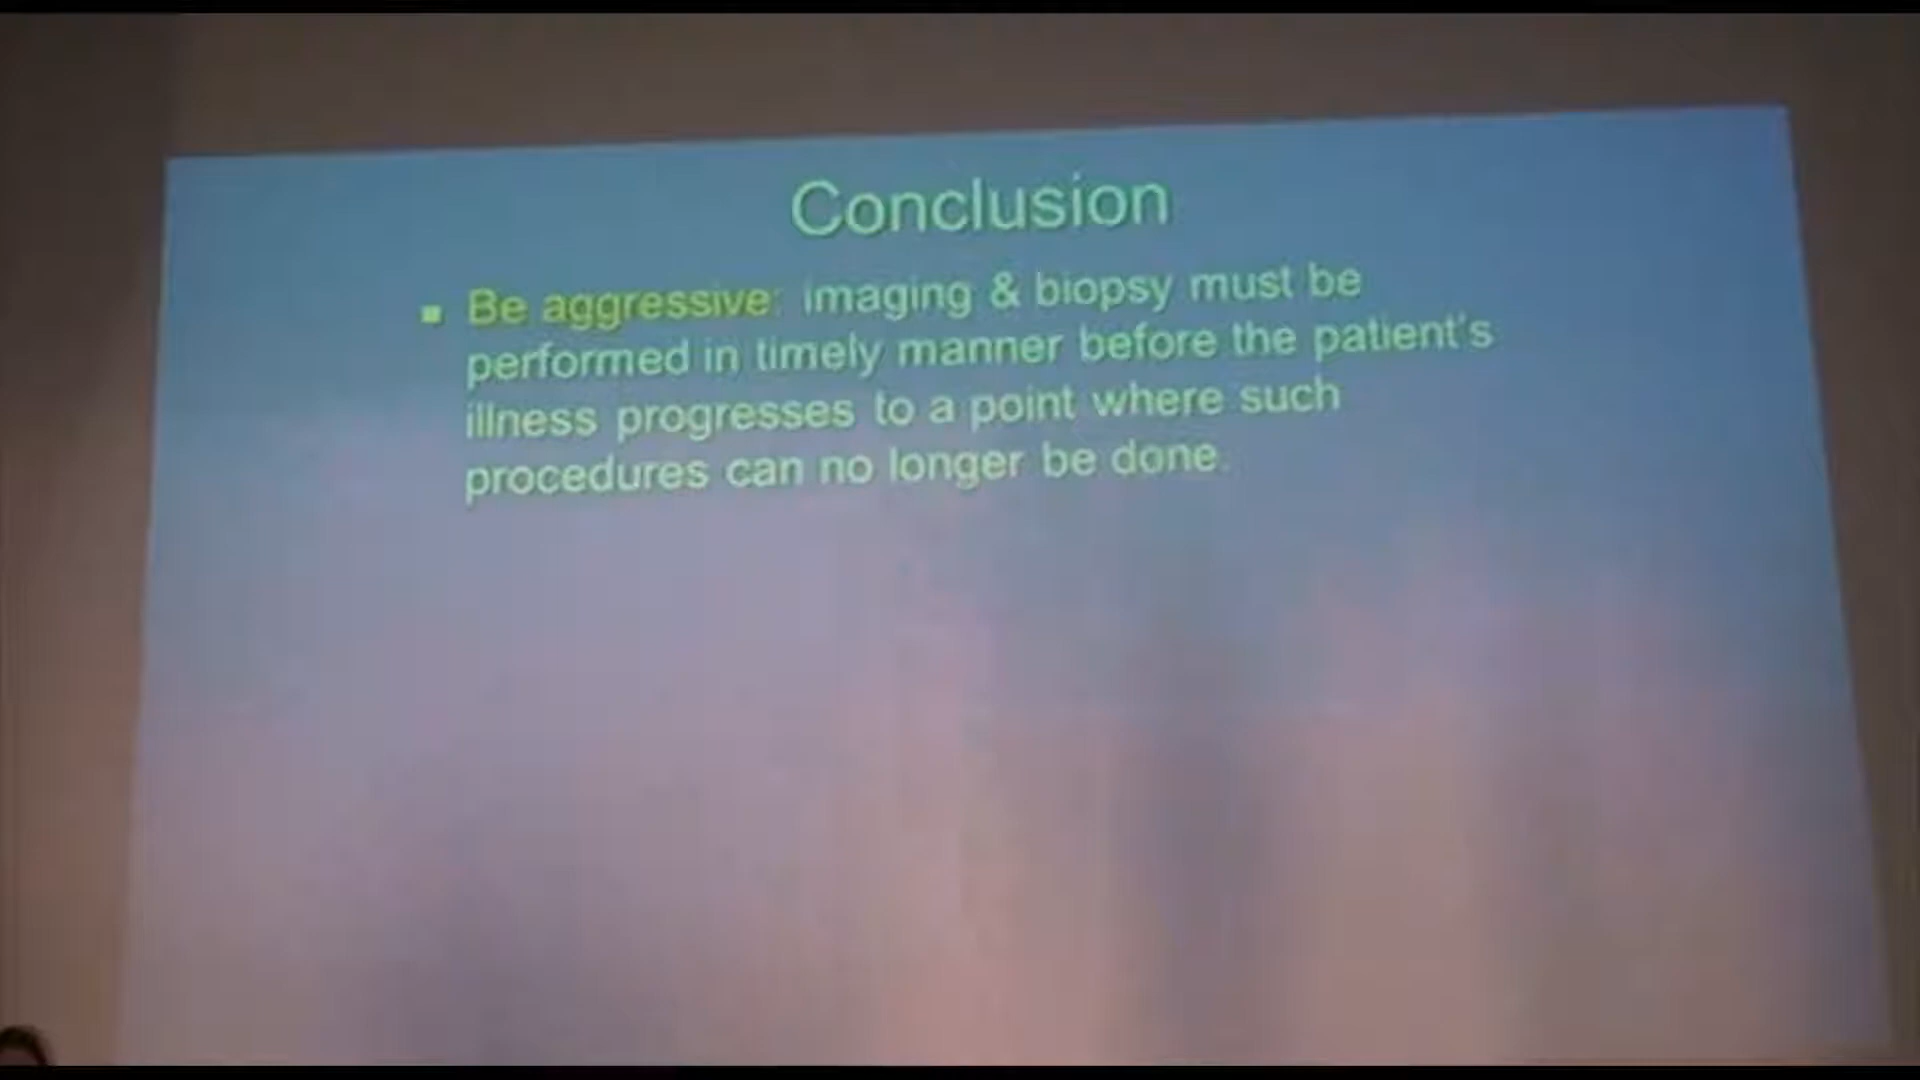 Conclusion
▪ Be aggressive: imaging & biopsy must be
performed in timely manner before the patient's
illness progresses to a point where such
procedures can no longer be done.